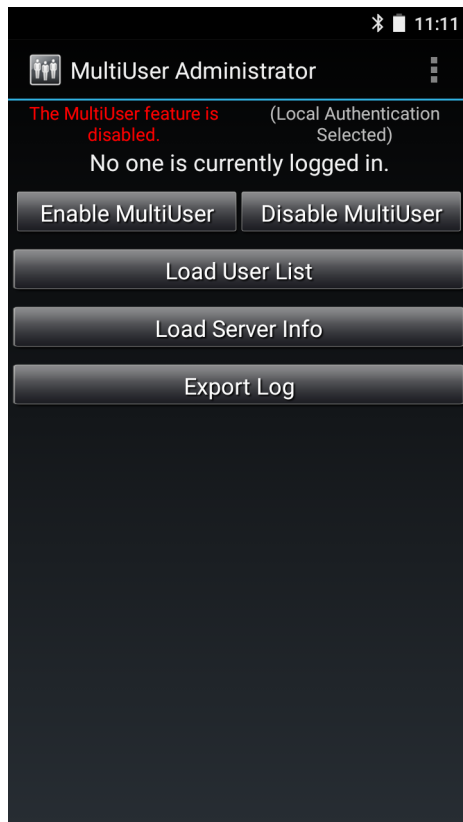 11:11
MultiUser Administrator
The MultiUser feature is
disabled.
(Local Authentication
Selected)
No one is currently logged in.
Enable MultiUser
Disable MultiUser
Load User List
Load Server Info
Export Log